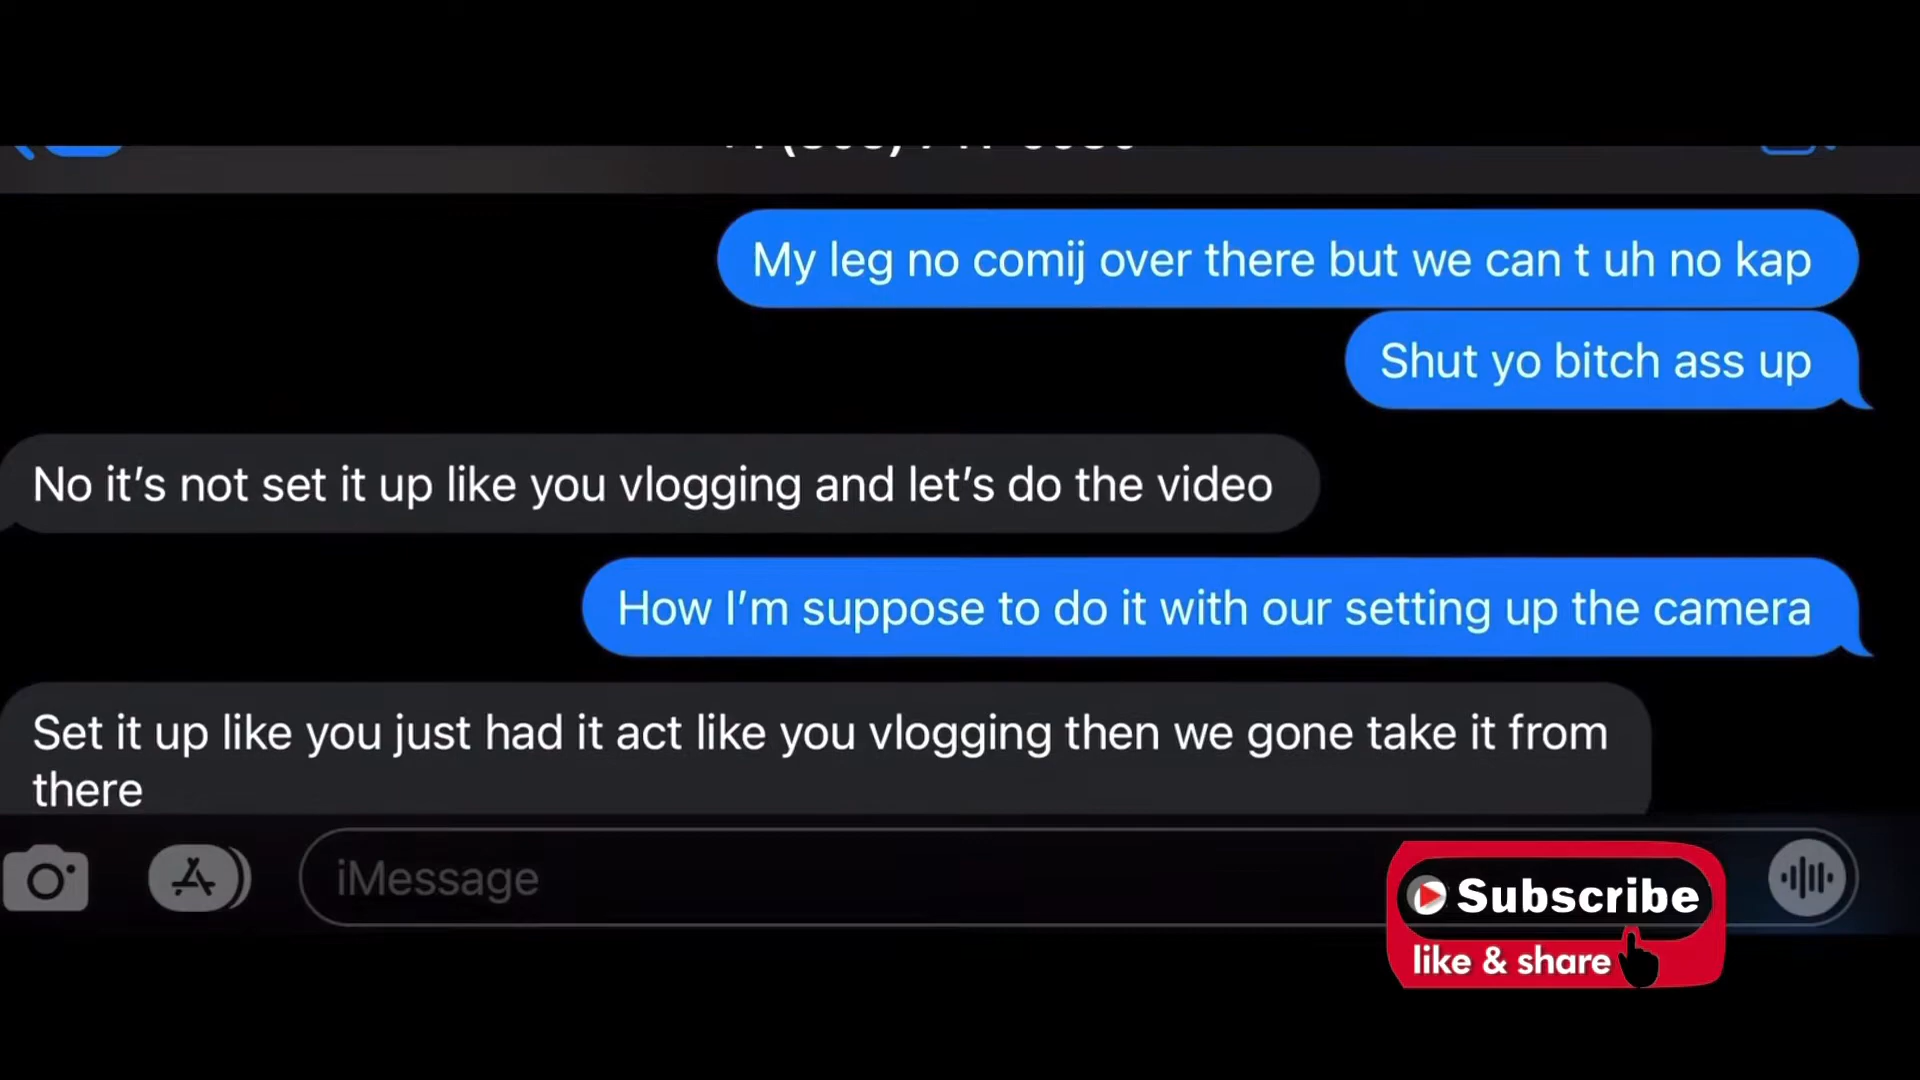 My leg no comij over there but we can t uh no kap
Shut yo bitch ass up
No it's not set it up like you vlogging and let's do the video
How I'm suppose to do it with our setting up the camera
Set it up like you just had it act like you vlogging then we gone take it from
there
iMessage
Subscribe
like & share